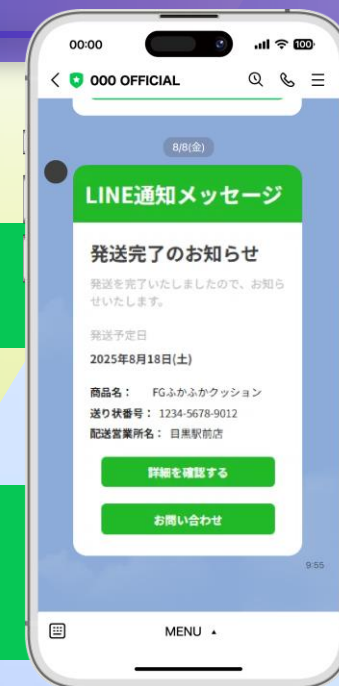 00:00
100
000 OFFICIAL
8/8(金)
LINE通知メッセージ
発送完了のお知らせ
発送を完了いたしましたので、お知ら
せいたします。
発送予定日
2025年8月18日(土)
商品名： FGふかふかクッション
送り状番号： 1234-5678-9012
配送営業所名： 目黒駅前店
詳細を確認する
お問い合わせ
9:55
MENU